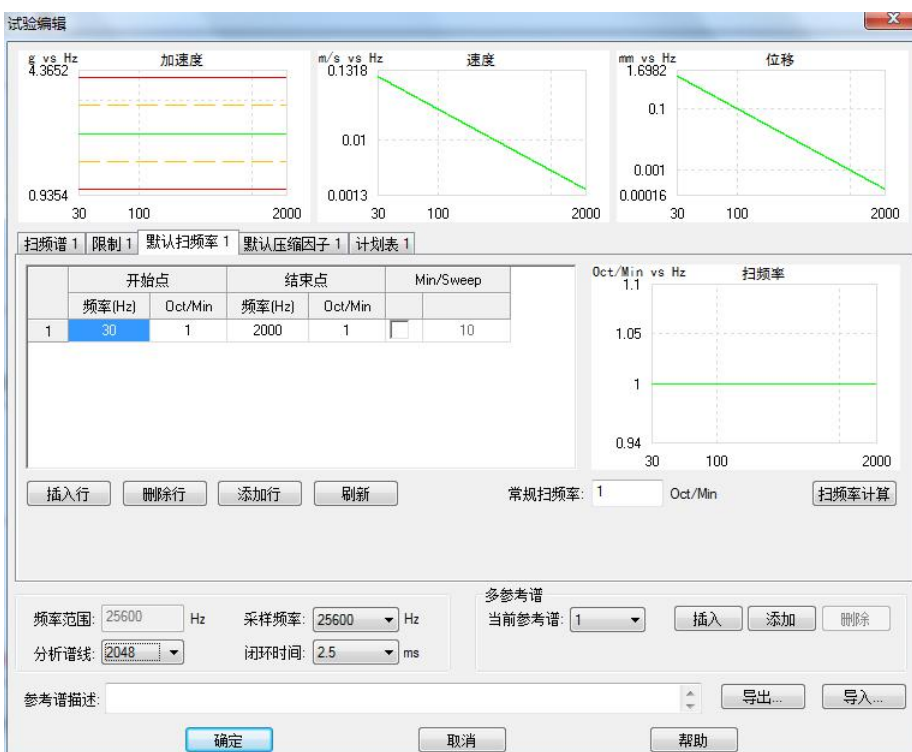 试验编辑
g vs Hz 加速度
4.3652
0.9354
30 100 2000
m/s vs Hz 速度
0.1318
0.01
0.0013
30 100 2000
mm vs Hz 位移
1.6982
0.1
0.001
0.00016
30 100 2000
扫频谱 1 限制 1 默认扫频率 1 默认压缩因子 1 计划表 1
开始点 结束点 Min/Sweep
频率(Hz) Oct/Min 频率(Hz) Oct/Min
1 30 1 2000 1 10
Oct/Min vs Hz 扫频率
1.1
1.05
1
0.94
30 100 2000
插入行 删除行 添加行 刷新 常规扫频率: 1 Oct/Min 扫频率计算
频率范围: 25600 Hz 采样频率: 25600 Hz
分析谱线: 2048 闭环时间: 2.5 ms
多参考谱
当前参考谱: 1 插入 添加 删除
参考谱描述: 导出... 导入...
确定 取消 帮助